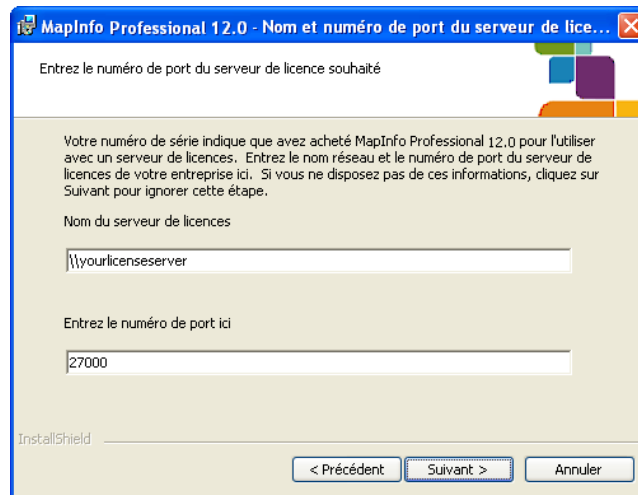 MapInfo Professional 12.0 - Nom et numéro de port du serveur de lice...
Entrez le numéro de port du serveur de licence souhaité
Votre numéro de série indique que avez acheté MapInfo Professional 12.0 pour l'utiliser
avec un serveur de licences. Entrez le nom réseau et le numéro de port du serveur de
licences de votre entreprise ici. Si vous ne disposez pas de ces informations, cliquez sur
Suivant pour ignorer cette étape.
Nom du serveur de licences
\\yourlicenseserver
Entrez le numéro de port ici
27000
InstallShield
< Précédent
Suivant >
Annuler